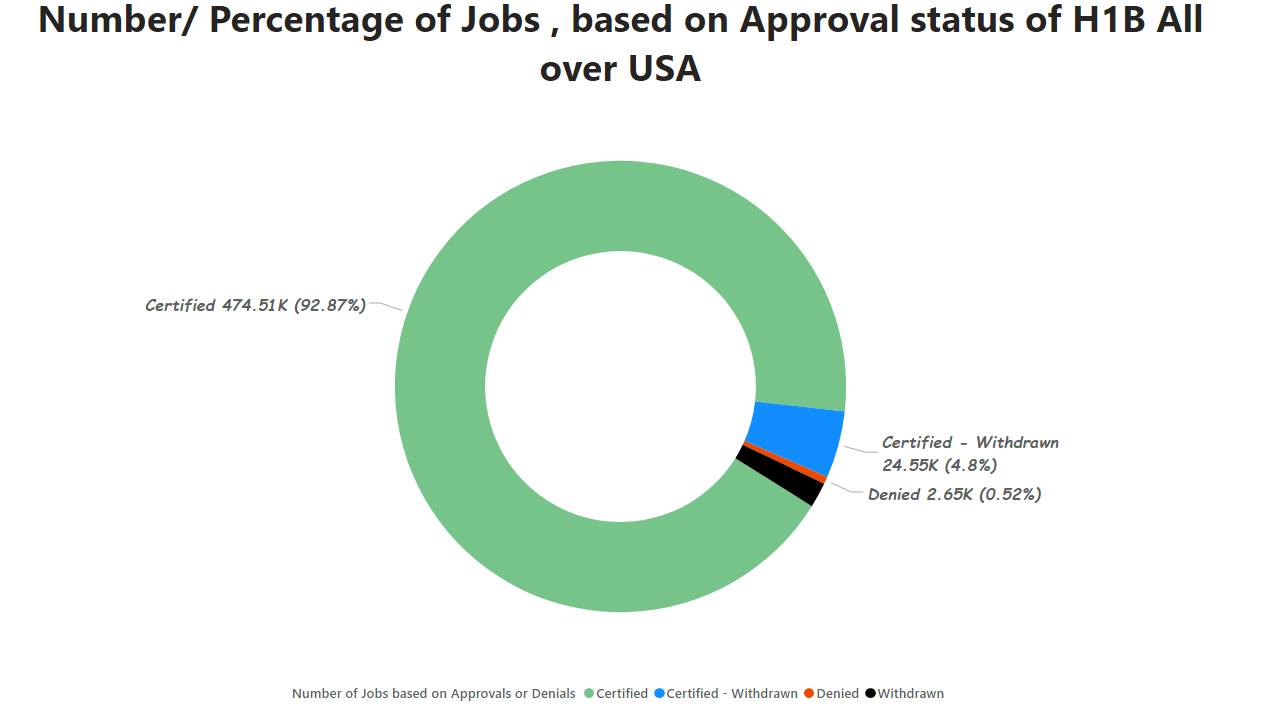 Number/ Percentage of Jobs , based on Approval status of H1B All
over USA
Certified 474.51K (92.87%)
Certified - Withdrawn
24.55K (4.8%)
Denied 2.65K (0.52%)
Number of Jobs based on Approvals or Denials Certified Certified - Withdrawn Denied Withdrawn